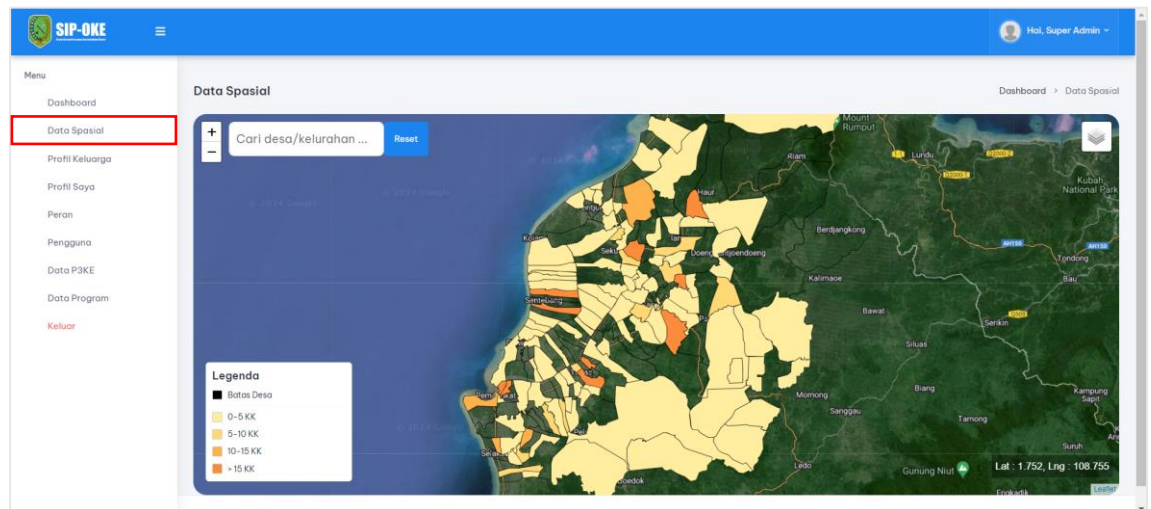 SIP-OKE
Hai, Super Admin
Menu
Dashboard
Data Spasial
Profil Keluarga
Profil Saya
Peran
Pengguna
Data P3KE
Data Program
Keluar
Data Spasial
Dashboard > Data Spasial
+
−
Cari desa/kelurahan ...
Reset
Mount
Rumput
Riam
Lundu
Kubah
National Park
Haur
Berdjangkong
AH150
AH150
Tondong
Bau
Kalimaoe
Sentebang
Bawat
Serikin
Siluas
Biang
Kampung
Sapit
Momong
Sanggau
Tamong
Suruh
Ledo
Gunung Niut
Engkadik
Legenda
Batas Desa
0-5 KK
5-10 KK
10-15 KK
> 15 KK
Lat : 1.752, Lng : 108.755
Leaflet